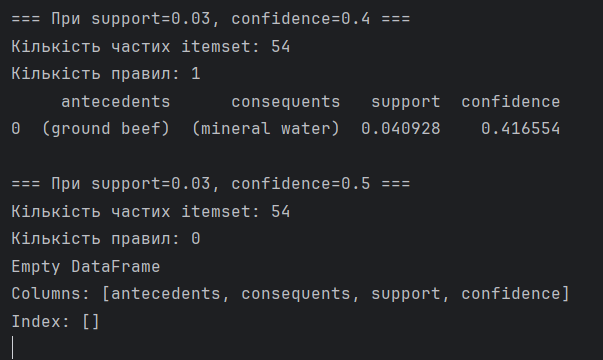 === При support=0.03, confidence=0.4 ===
Кількість частих itemset: 54
Кількість правил: 1
antecedents consequents support confidence
0 (ground beef) (mineral water) 0.040928 0.416554
=== При support=0.03, confidence=0.5 ===
Кількість частих itemset: 54
Кількість правил: 0
Empty DataFrame
Columns: [antecedents, consequents, support, confidence]
Index: []